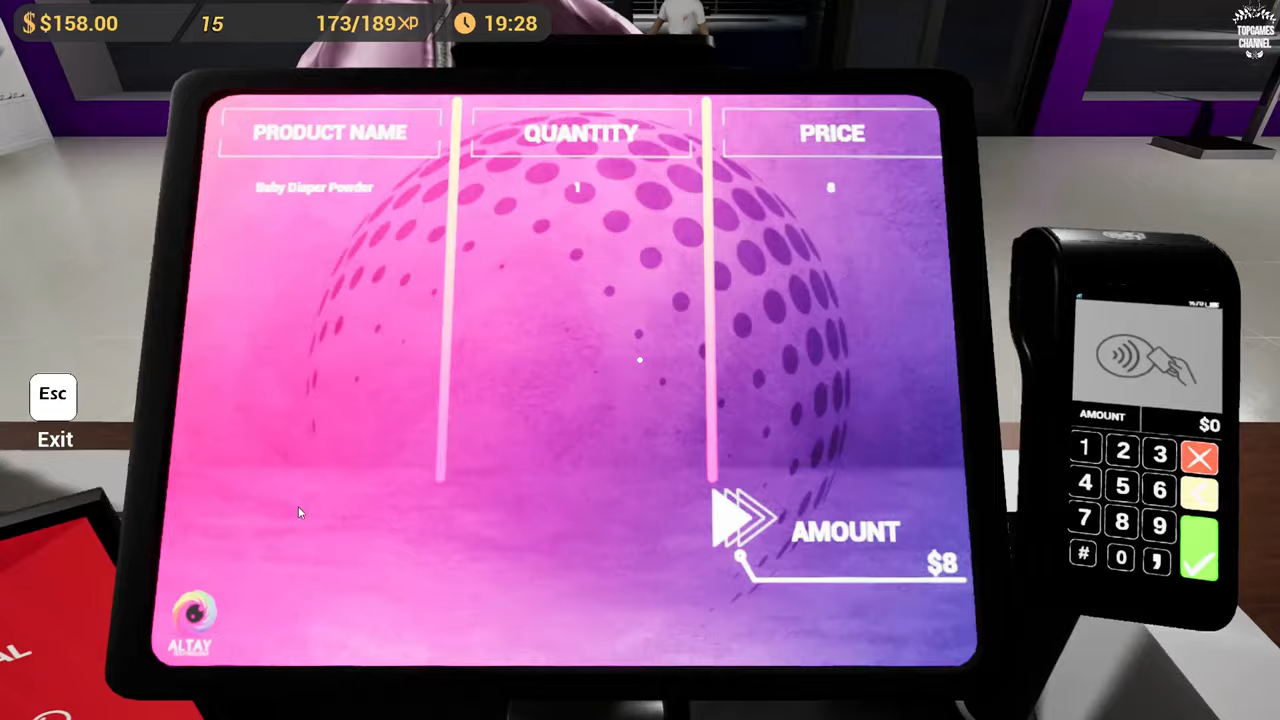 $ $158.00 15 173/189XP 19:28
TOPGAMES
CHANNEL
PRODUCT NAME QUANTITY PRICE
Baby Diaper Powder 1 8
Esc
Exit
AMOUNT
$8
ALTAY
AL
AMOUNT $0
1 2 3
4 5 6
7 8 9
# 0 ,